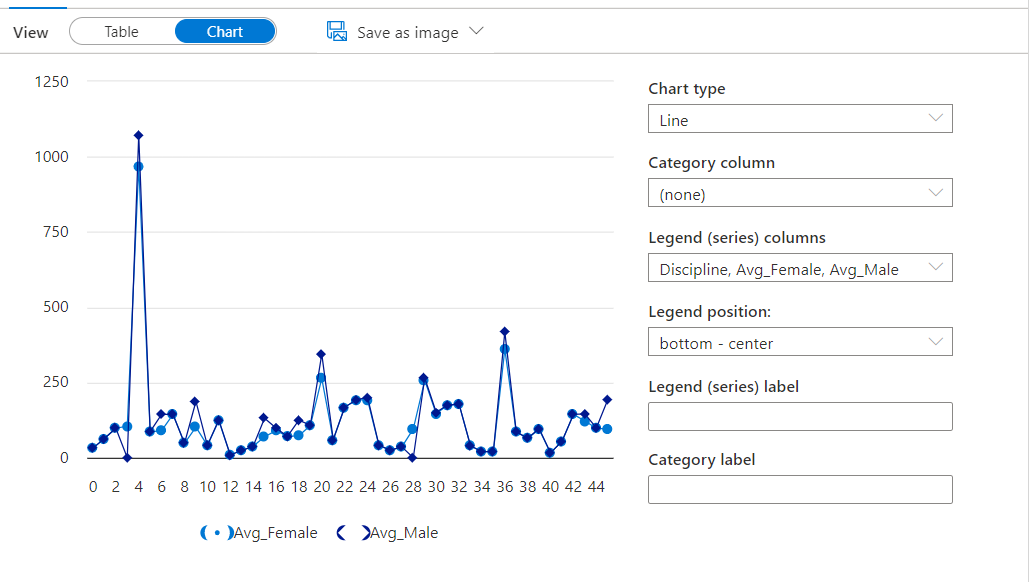 View Table Chart Save as image
1250
1000
750
500
250
0
0 2 4 6 8 10 12 14 16 18 20 22 24 26 28 30 32 34 36 38 40 42 44
Avg_Female Avg_Male
Chart type
Line
Category column
(none)
Legend (series) columns
Discipline, Avg_Female, Avg_Male
Legend position:
bottom - center
Legend (series) label
Category label